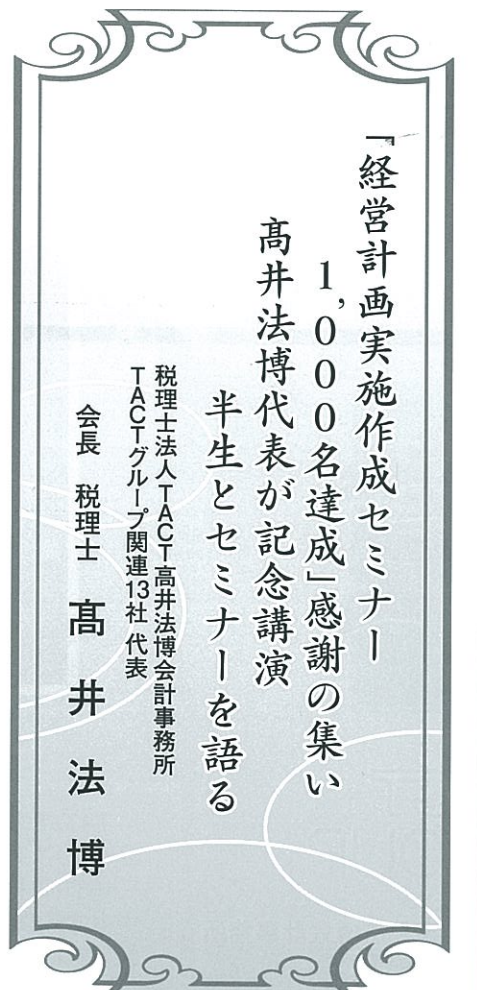 「経営計画実施作成セミナー
1,000名達成」感謝の集い
髙井法博代表が記念講演
半生とセミナーを語る
税理士法人TACT高井法博会計事務所
TACTグループ関連13社 代表
会長 税理士 髙井法博